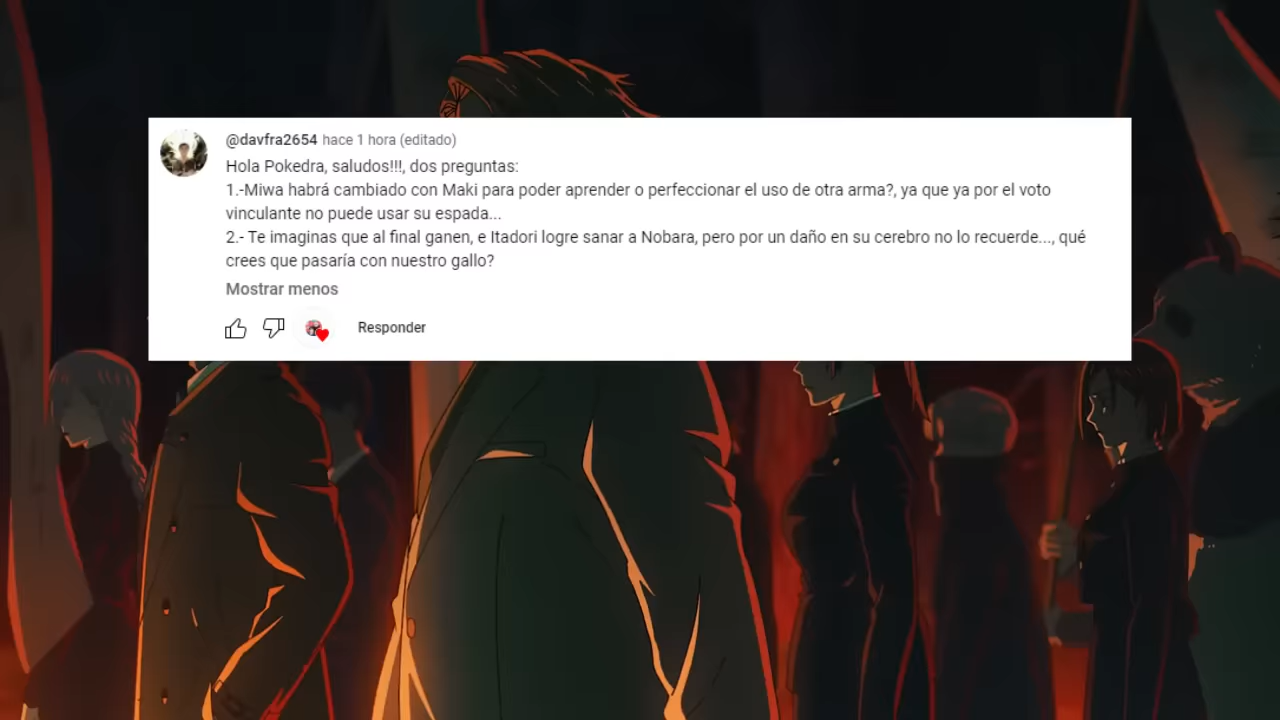 @davfra2654 hace 1 hora (editado)
Hola Pokedra, saludos!!!, dos preguntas:
1.-Miwa habrá cambiado con Maki para poder aprender o perfeccionar el uso de otra arma?, ya que ya por el voto
vinculante no puede usar su espada...
2.- Te imaginas que al final ganen, e Itadori logre sanar a Nobara, pero por un daño en su cerebro no lo recuerde..., qué
crees que pasaría con nuestro gallo?
Mostrar menos
Responder